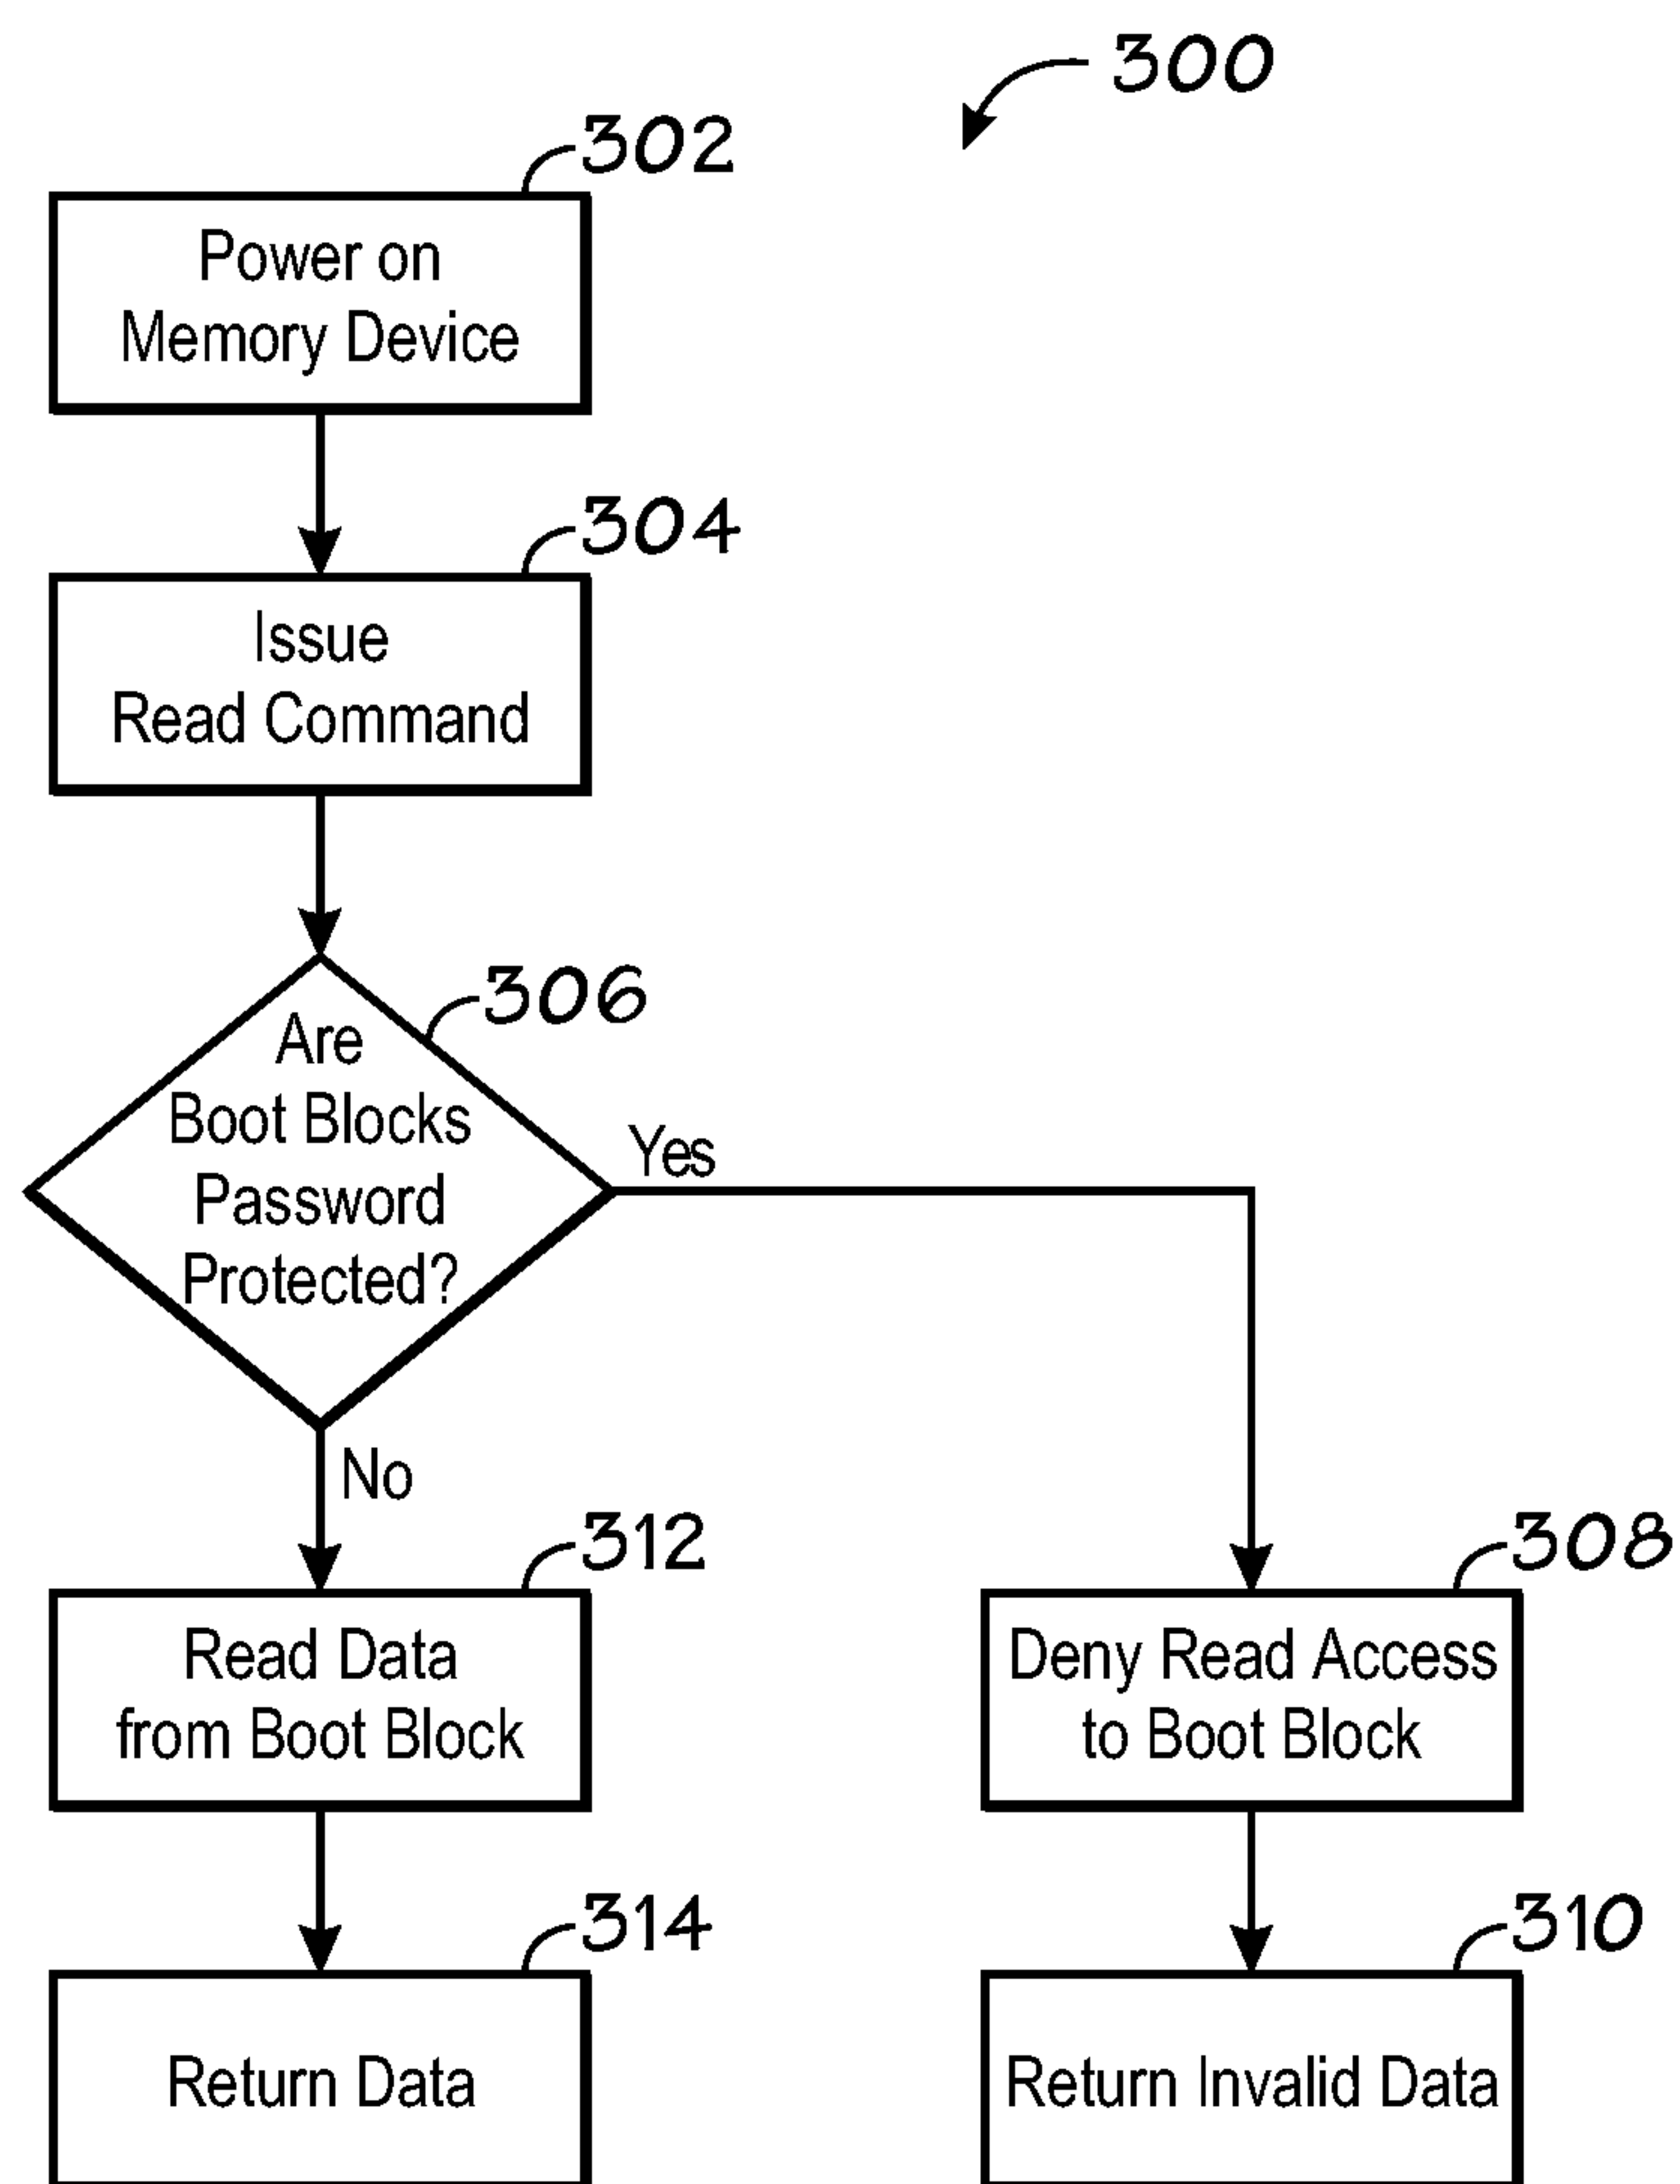 300
302
Power on
Memory Device
304
Issue
Read Command
306
Are
Boot Blocks
Password
Protected?
Yes
No
312
Read Data
from Boot Block
308
Deny Read Access
to Boot Block
314
Return Data
310
Return Invalid Data